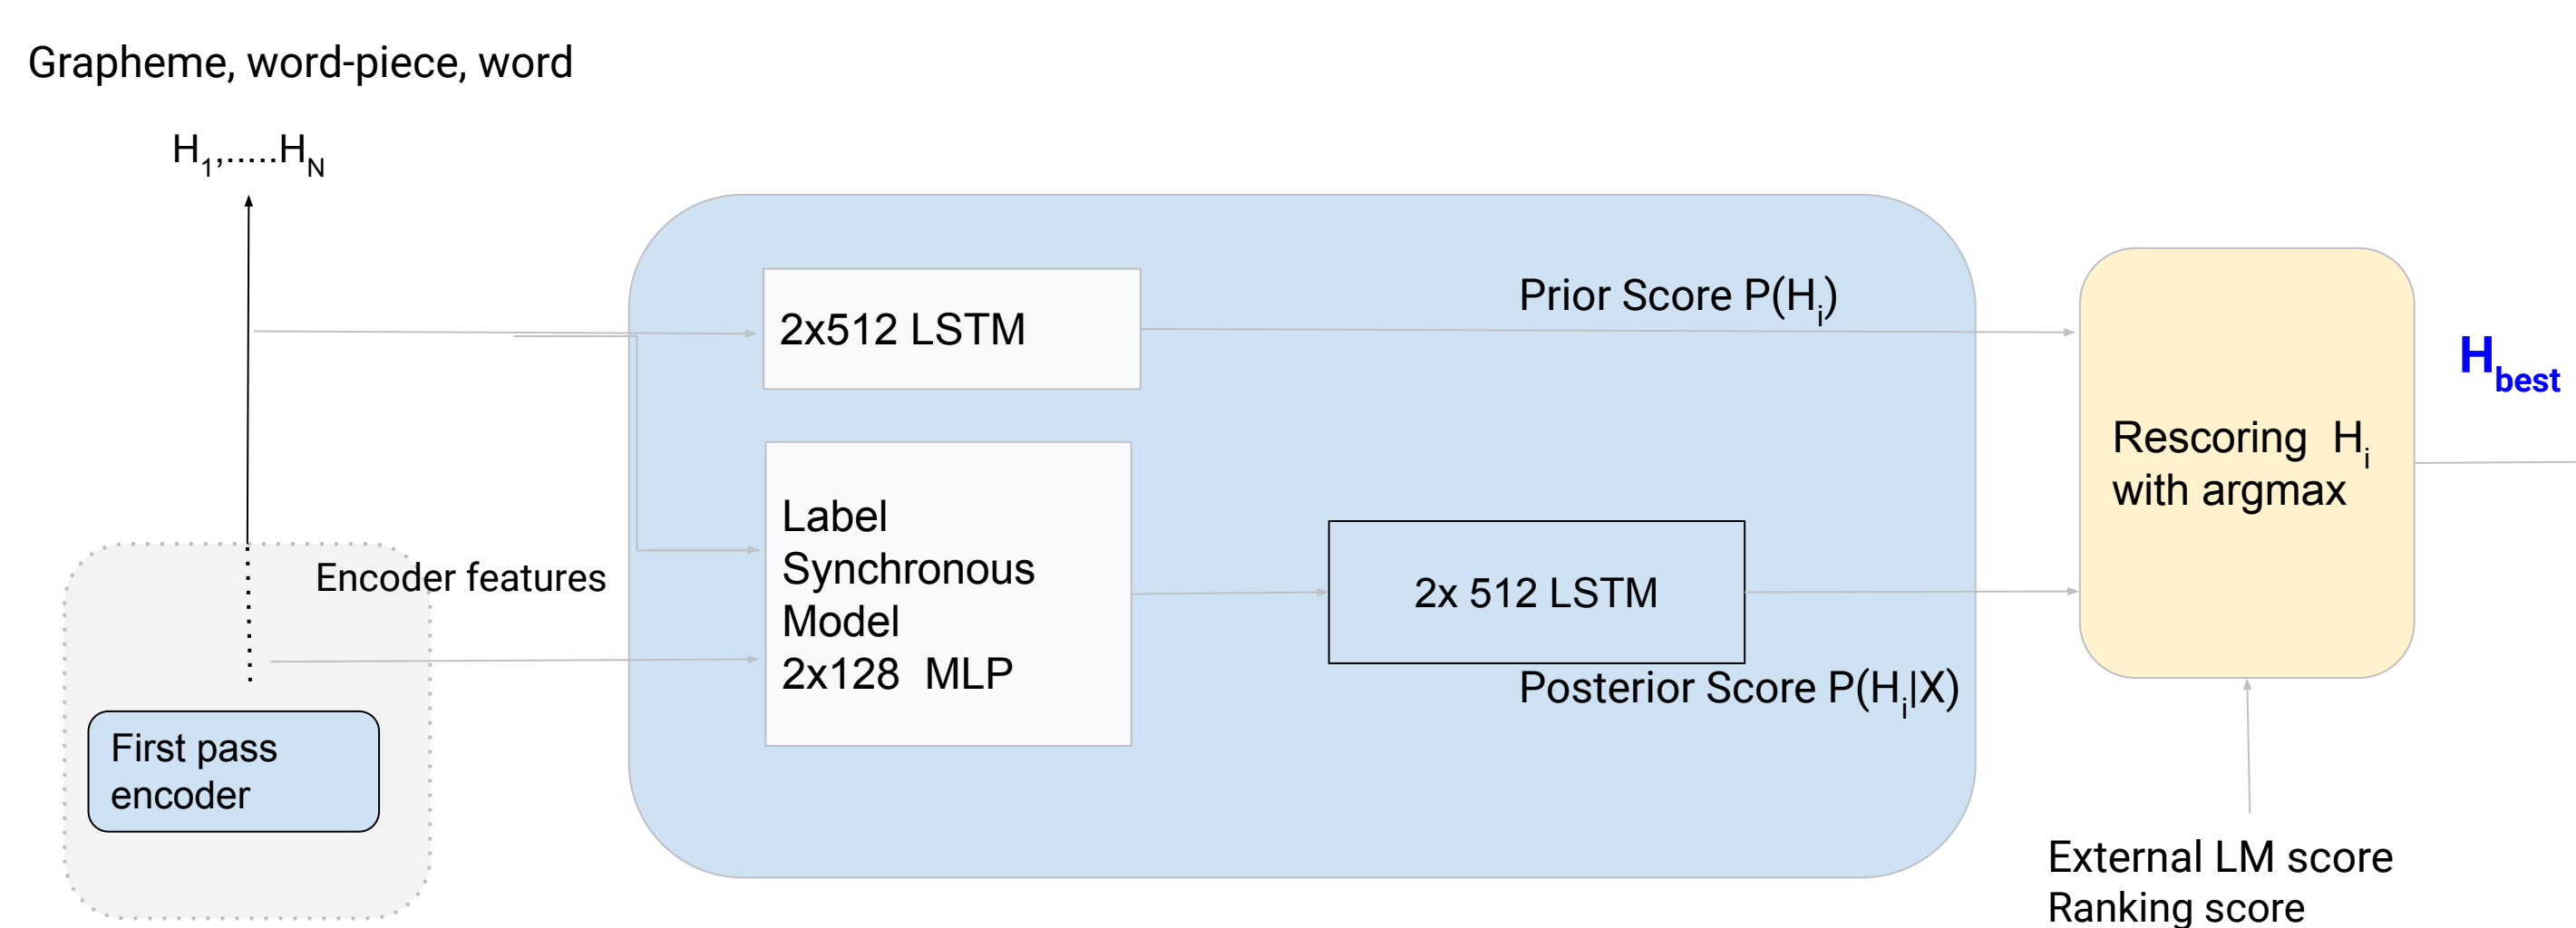 Grapheme, word-piece, word
H1,.....HN
Prior Score P(Hi)
2x512 LSTM
Hbest
Rescoring Hi
with argmax
Label
Synchronous
Model
2x128 MLP
Encoder features
2x 512 LSTM
Posterior Score P(Hi|X)
First pass
encoder
External LM score
Ranking score